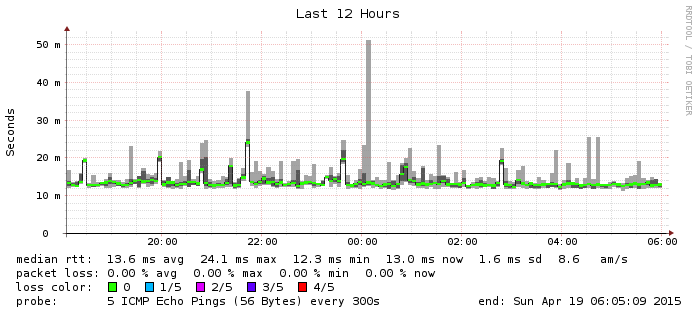 Last 12 Hours
RRDTOOL / TOBI OETIKER
Seconds
50 m
40 m
30 m
20 m
10 m
0
20:00 22:00 00:00 02:00 04:00 06:00
median rtt: 13.6 ms avg 24.1 ms max 12.3 ms min 13.0 ms now 1.6 ms sd 8.6 am/s
packet loss: 0.00 % avg 0.00 % max 0.00 % min 0.00 % now
loss color: 0 1/5 2/5 3/5 4/5
probe: 5 ICMP Echo Pings (56 Bytes) every 300s end: Sun Apr 19 06:05:09 2015